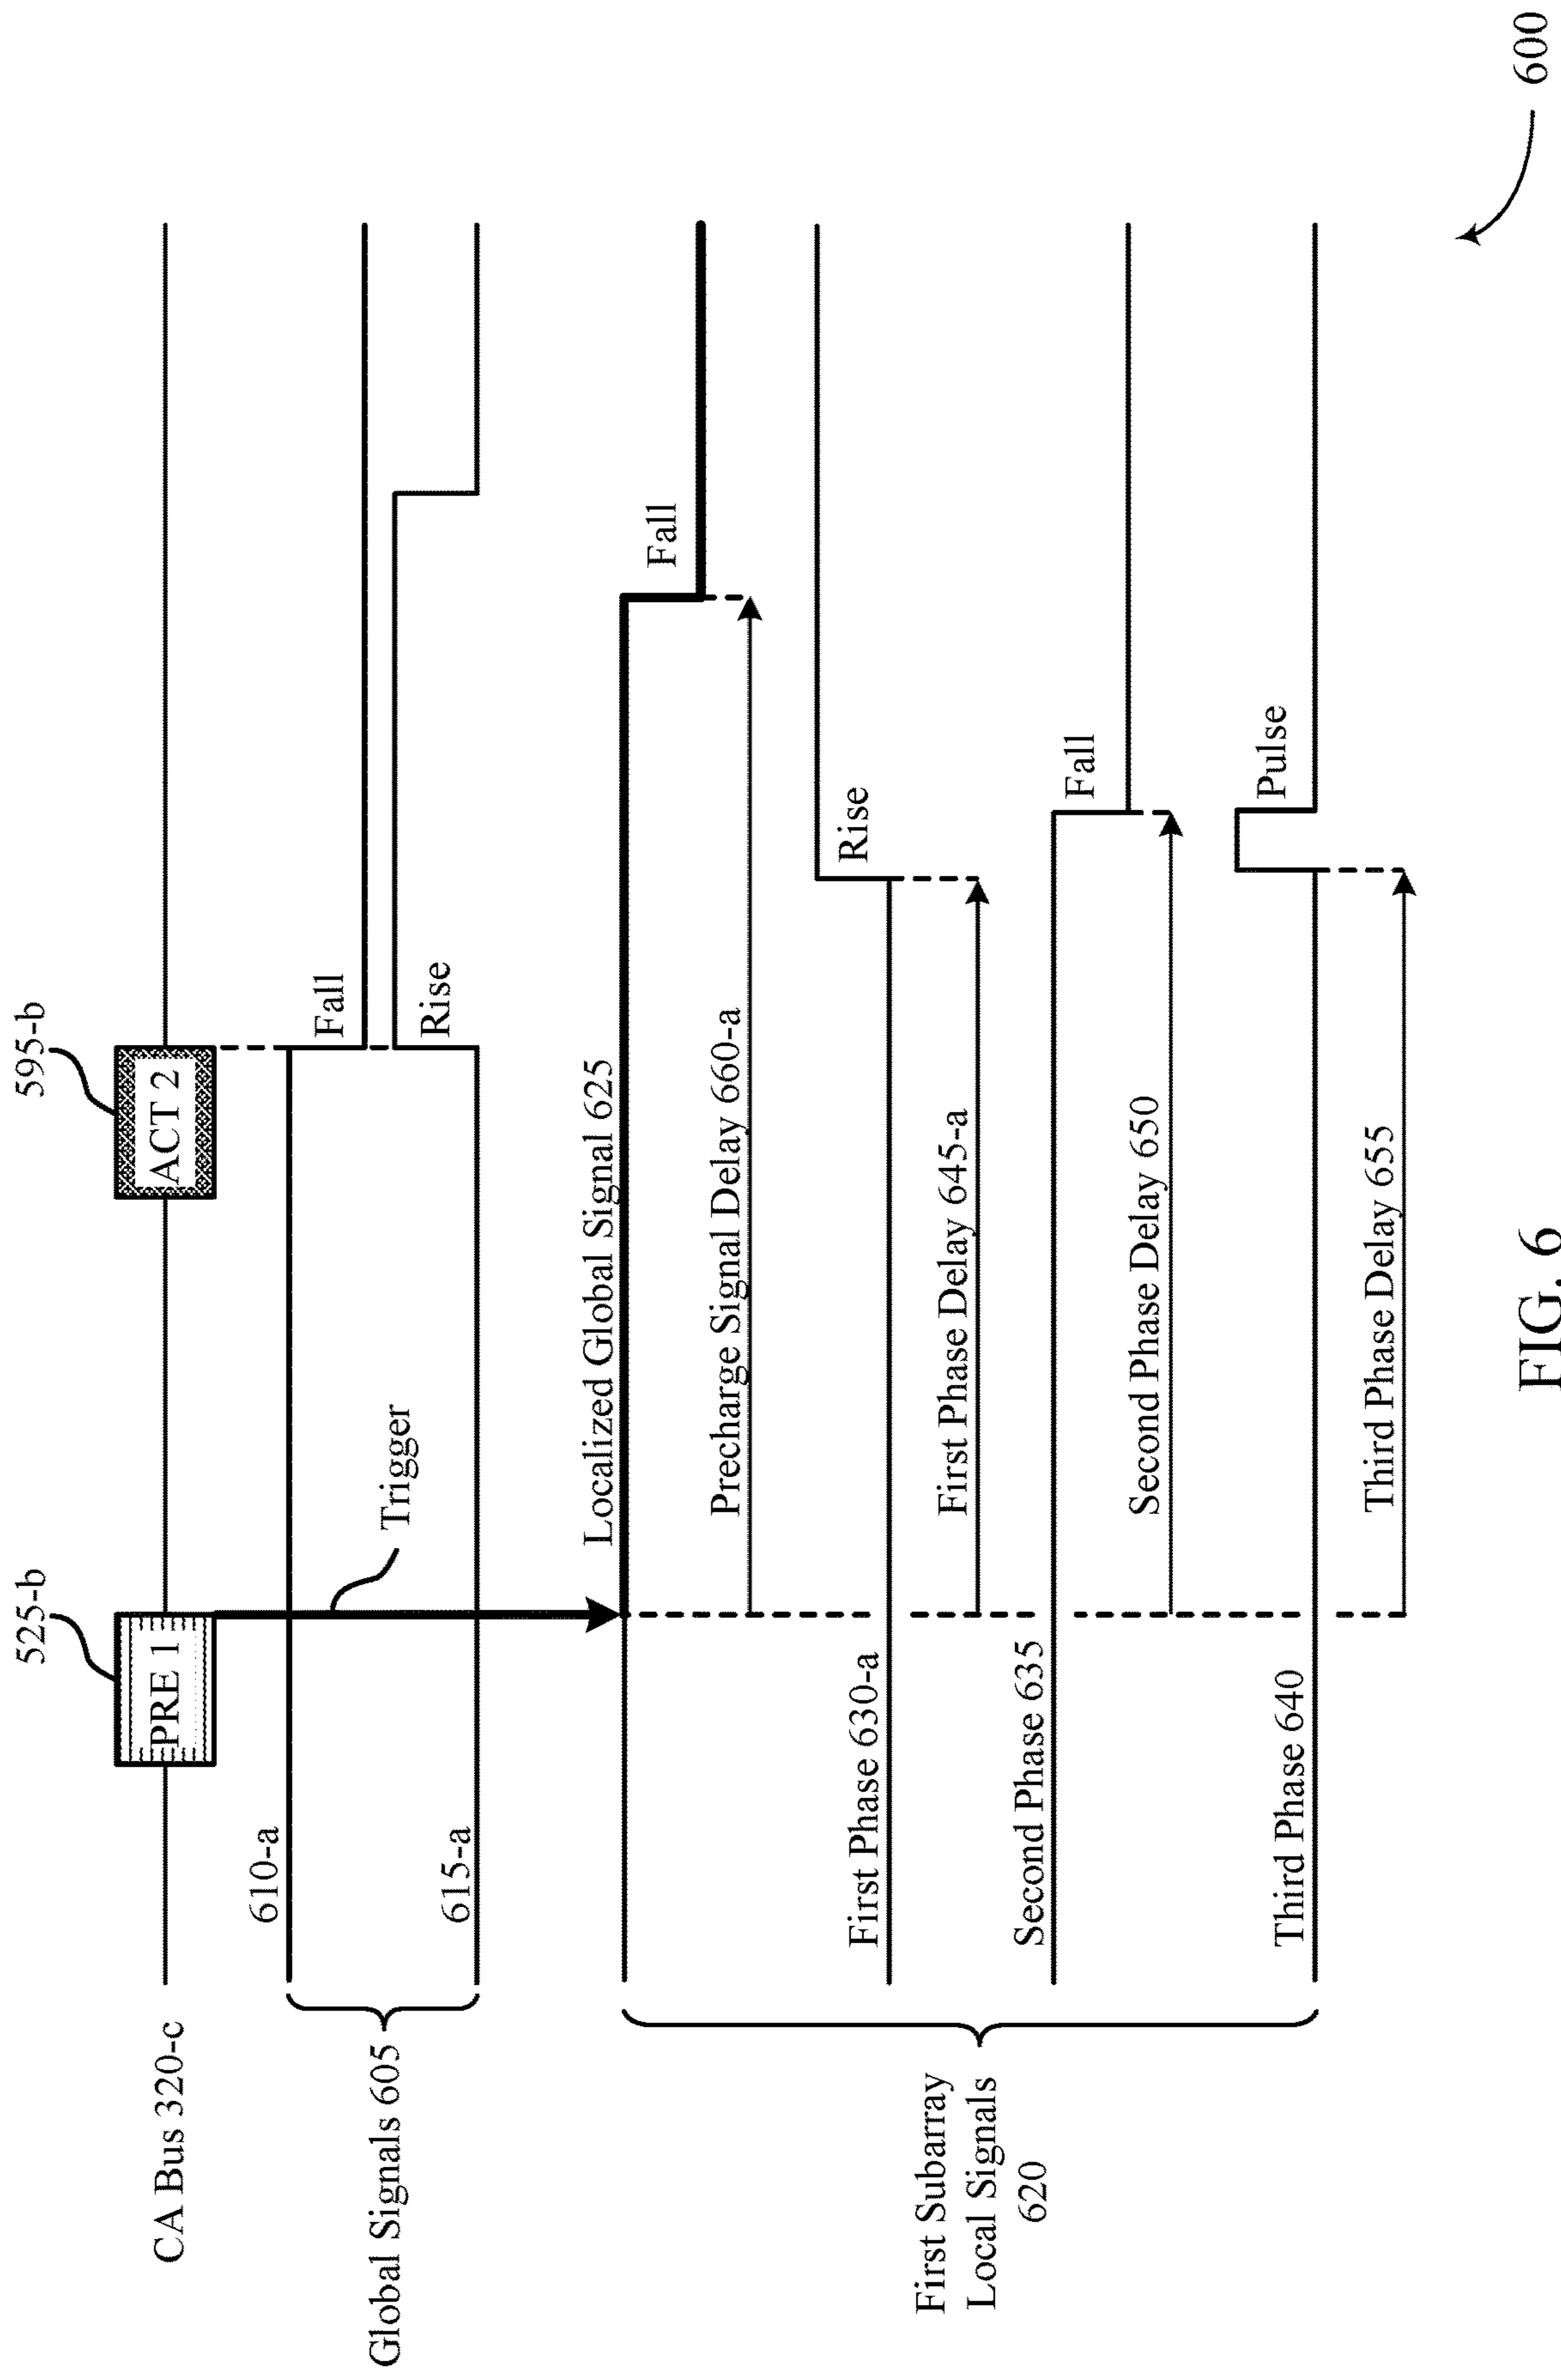 525-b
595-b
CA Bus 320-c
PRE 1
ACT 2
610-a
Fall
Global Signals 605
Trigger
615-a
Rise
Localized Global Signal 625
Fall
Precharge Signal Delay 660-a
First Phase 630-a
Rise
First Subarray
Local Signals
620
First Phase Delay 645-a
Second Phase 635
Fall
Second Phase Delay 650
Third Phase 640
Pulse
Third Phase Delay 655
FIG. 6
600